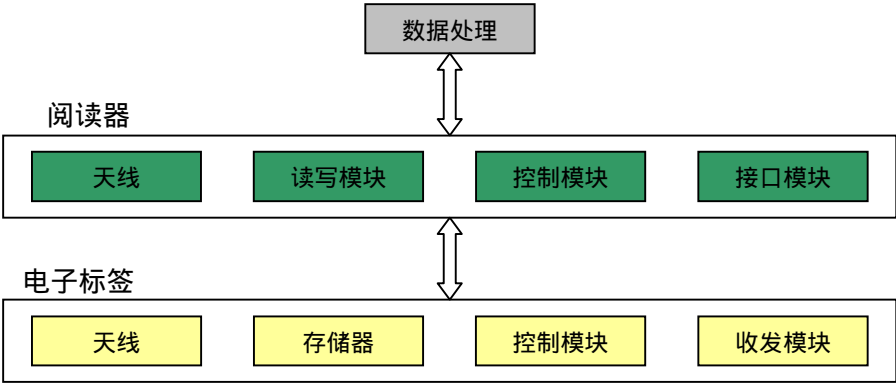 数据处理
阅读器
天线 读写模块 控制模块 接口模块
电子标签
天线 存储器 控制模块 收发模块